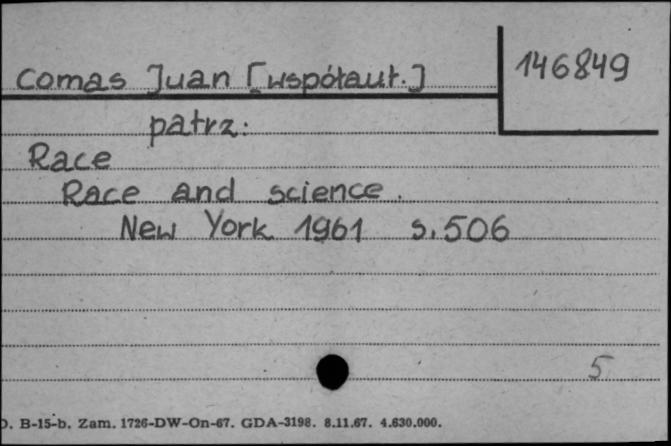 Comas Juan [współaut.]
146849
patrz:
Race
Race and science.
New York 1961 s.506
5
B-15-b. Zam. 1726-DW-On-67. GDA-3198. 8.11.67. 4.630.000.